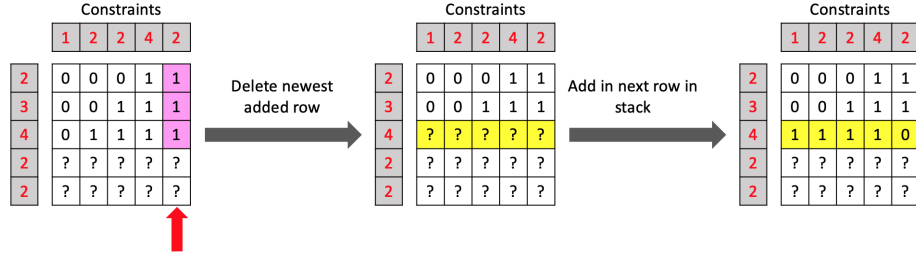 Constraints
1 2 2 4 2
2 0 0 0 1 1
3 0 0 1 1 1
4 0 1 1 1 1
2 ? ? ? ? ?
2 ? ? ? ? ?
Delete newest
added row
Constraints
1 2 2 4 2
2 0 0 0 1 1
3 0 0 1 1 1
4 ? ? ? ? ?
2 ? ? ? ? ?
2 ? ? ? ? ?
Add in next row in
stack
Constraints
1 2 2 4 2
2 0 0 0 1 1
3 0 0 1 1 1
4 1 1 1 1 0
2 ? ? ? ? ?
2 ? ? ? ? ?